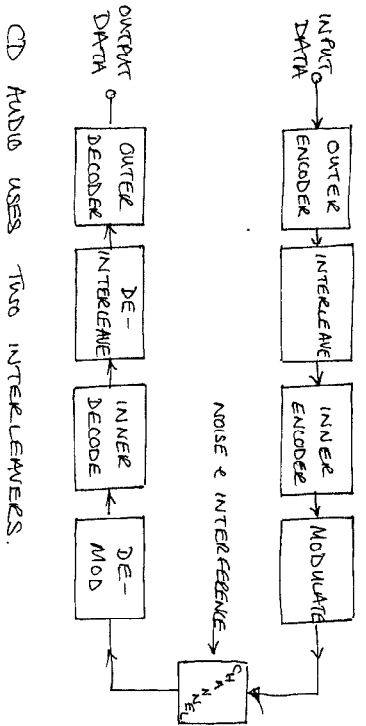 INPUT
DATA
OUTER
ENCODER
INTERLEAVE
INNER
ENCODER
MODULATE
NOISE & INTERFERENCE
CHANNEL
OUTPUT
DATA
OUTER
DECODER
DE-
INTERLEAVE
INNER
DECODE
DE-
MOD
CD AUDIO USES TWO INTERLEAVERS.